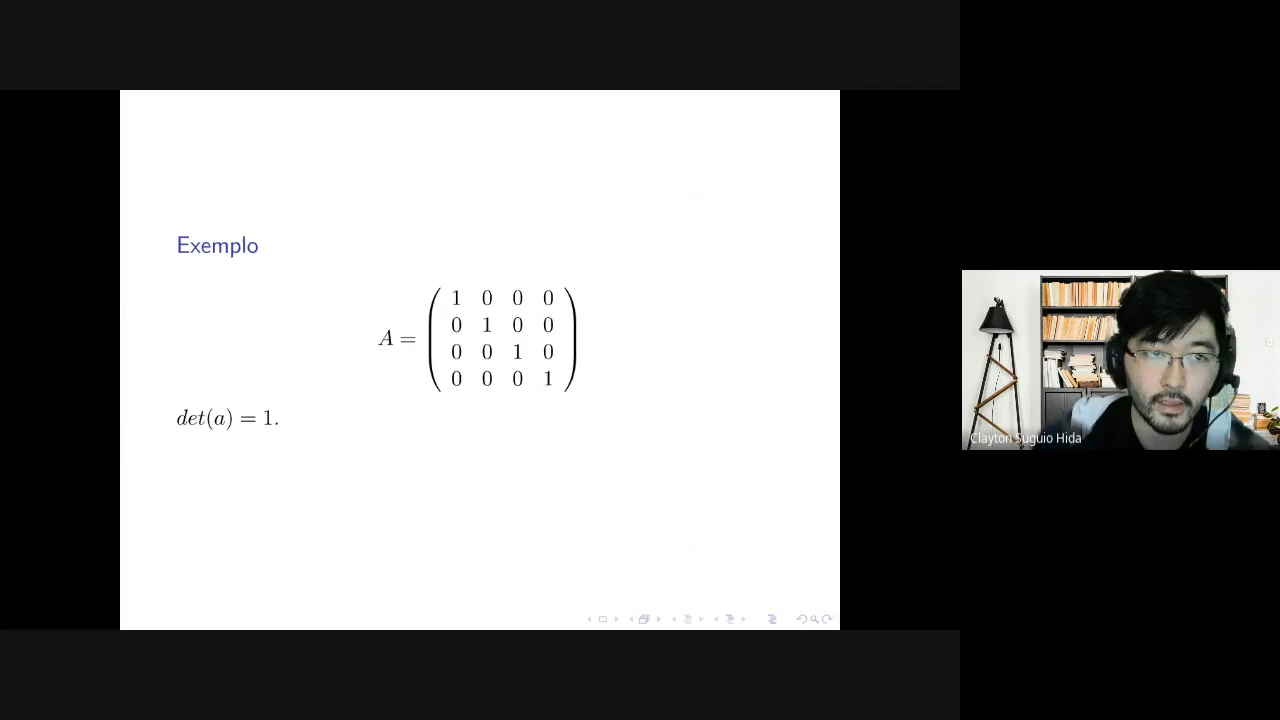 Exemplo
A = ( 1 0 0 0
0 1 0 0
0 0 1 0
0 0 0 1 )
det(a) = 1.
Clayton Suguio Hida